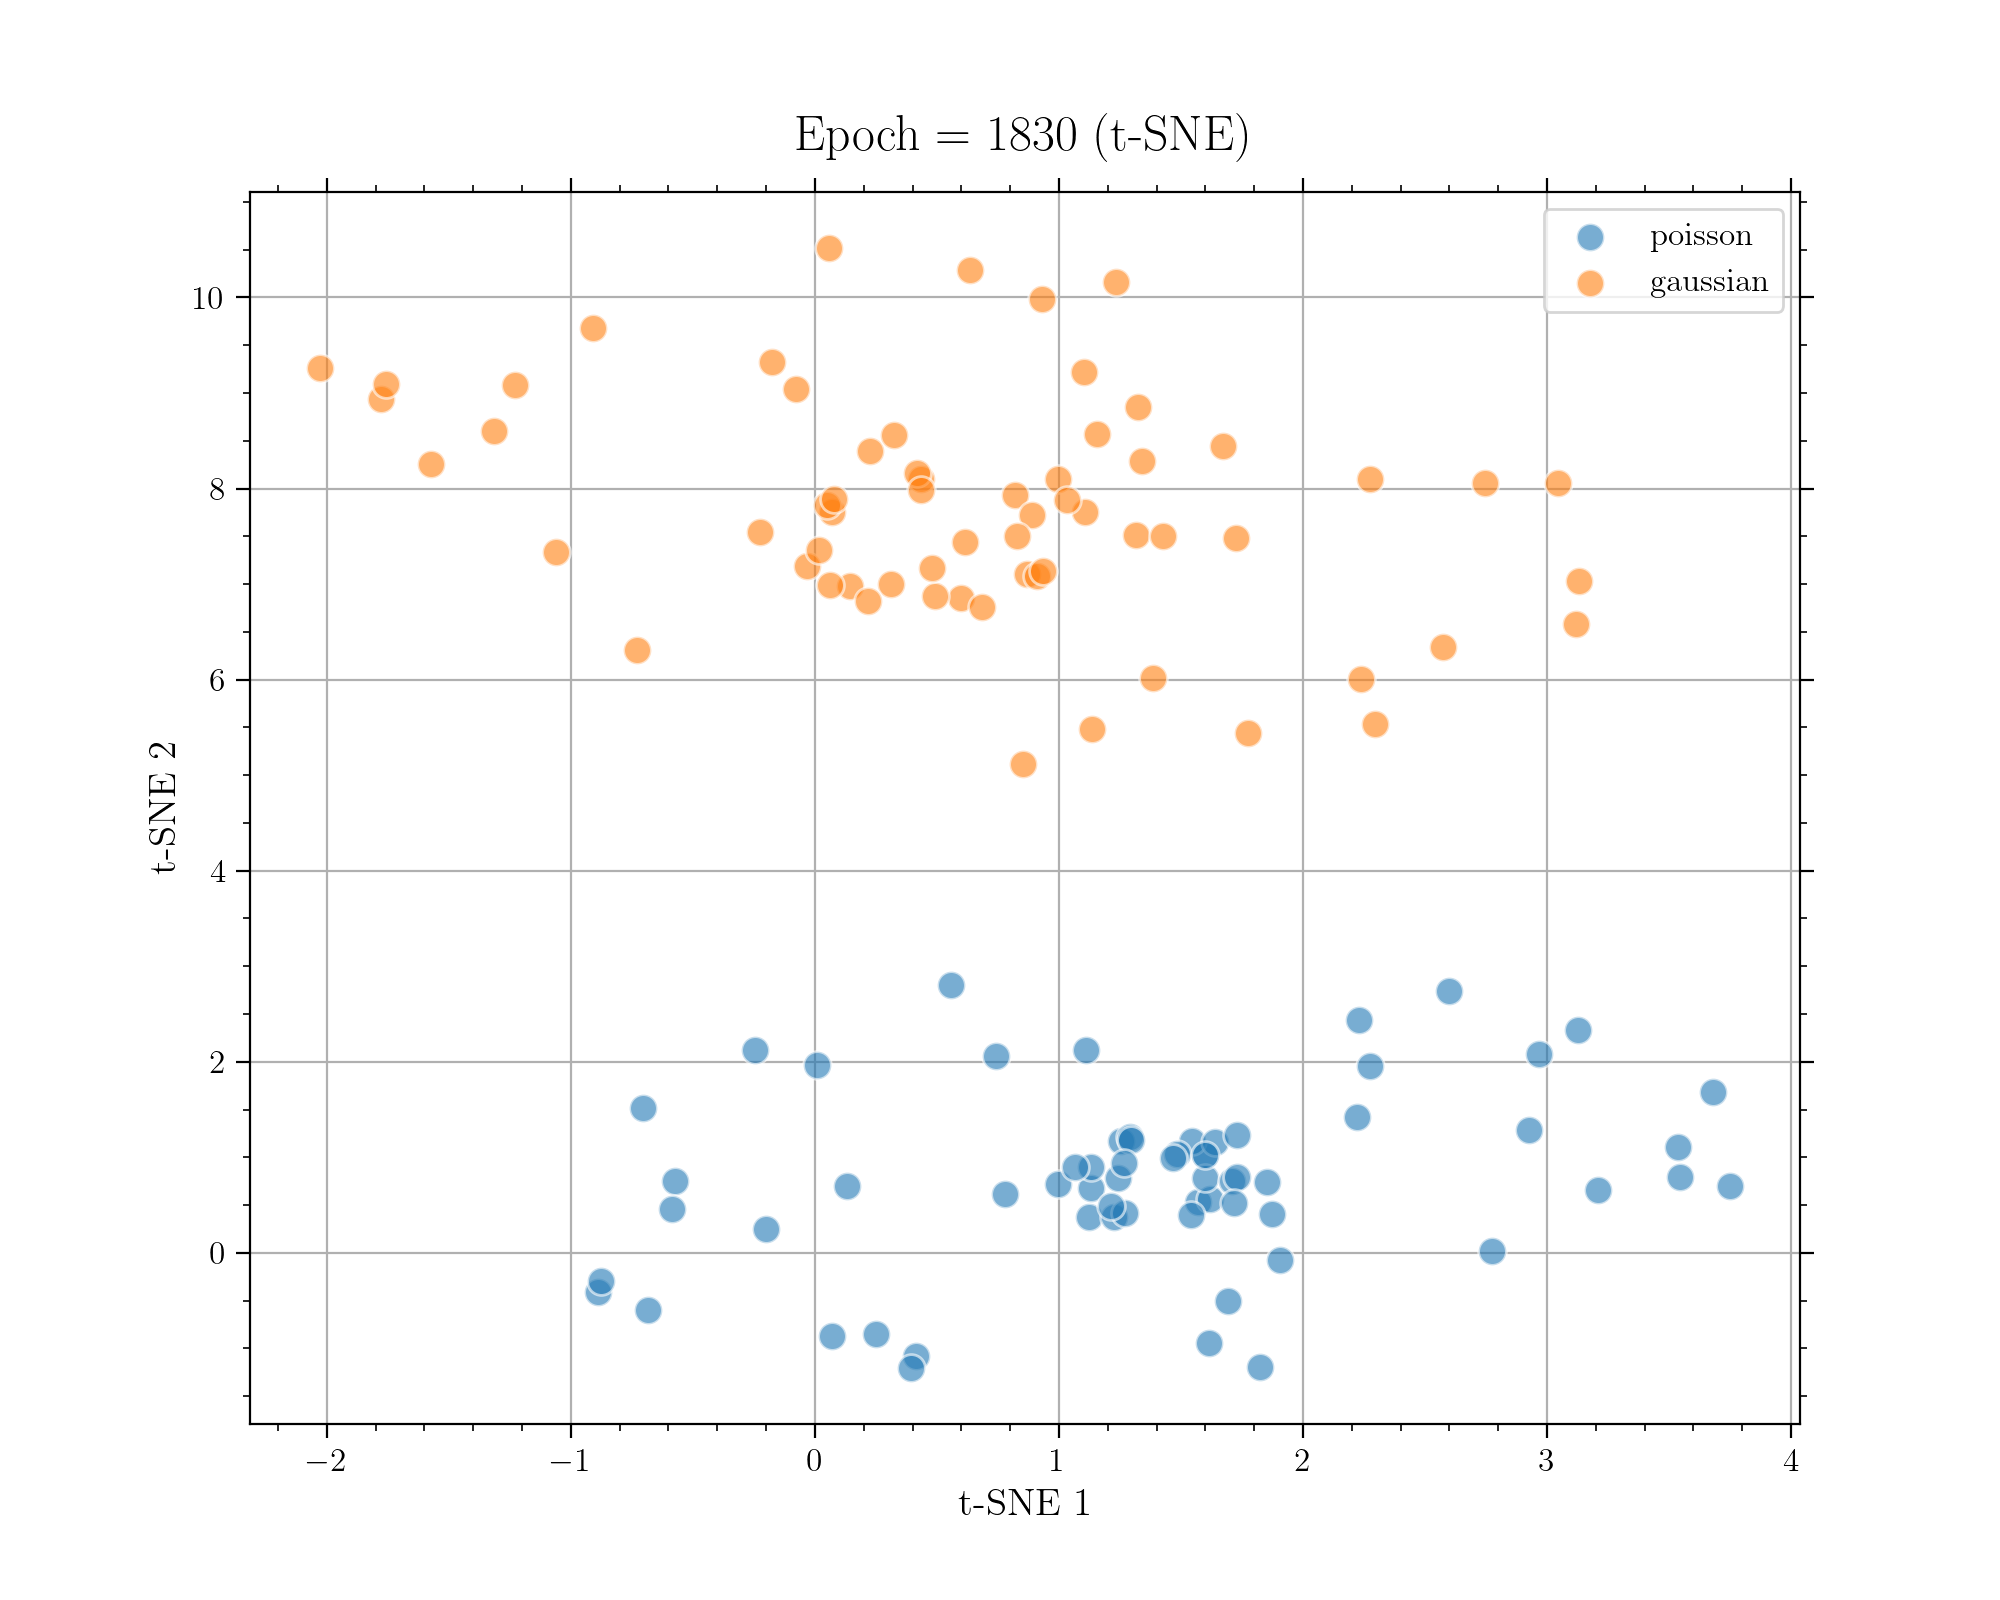 Epoch = 1830 (t-SNE)
poisson
gaussian
10
8
6
4
2
0
t-SNE 2
−2 −1 0 1 2 3 4
t-SNE 1